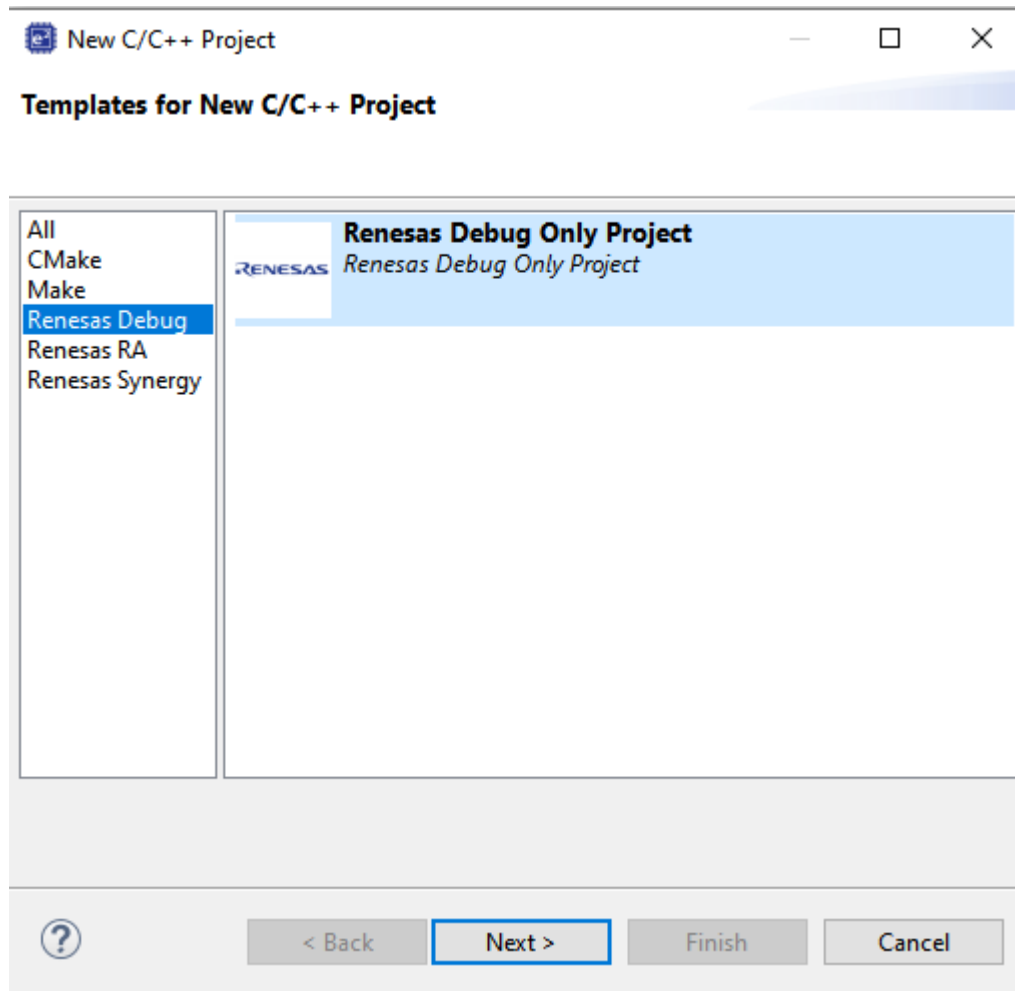 New C/C++ Project
Templates for New C/C++ Project
All
CMake
Make
Renesas Debug
Renesas RA
Renesas Synergy
RENESAS
Renesas Debug Only Project
Renesas Debug Only Project
?
< Back
Next >
Finish
Cancel